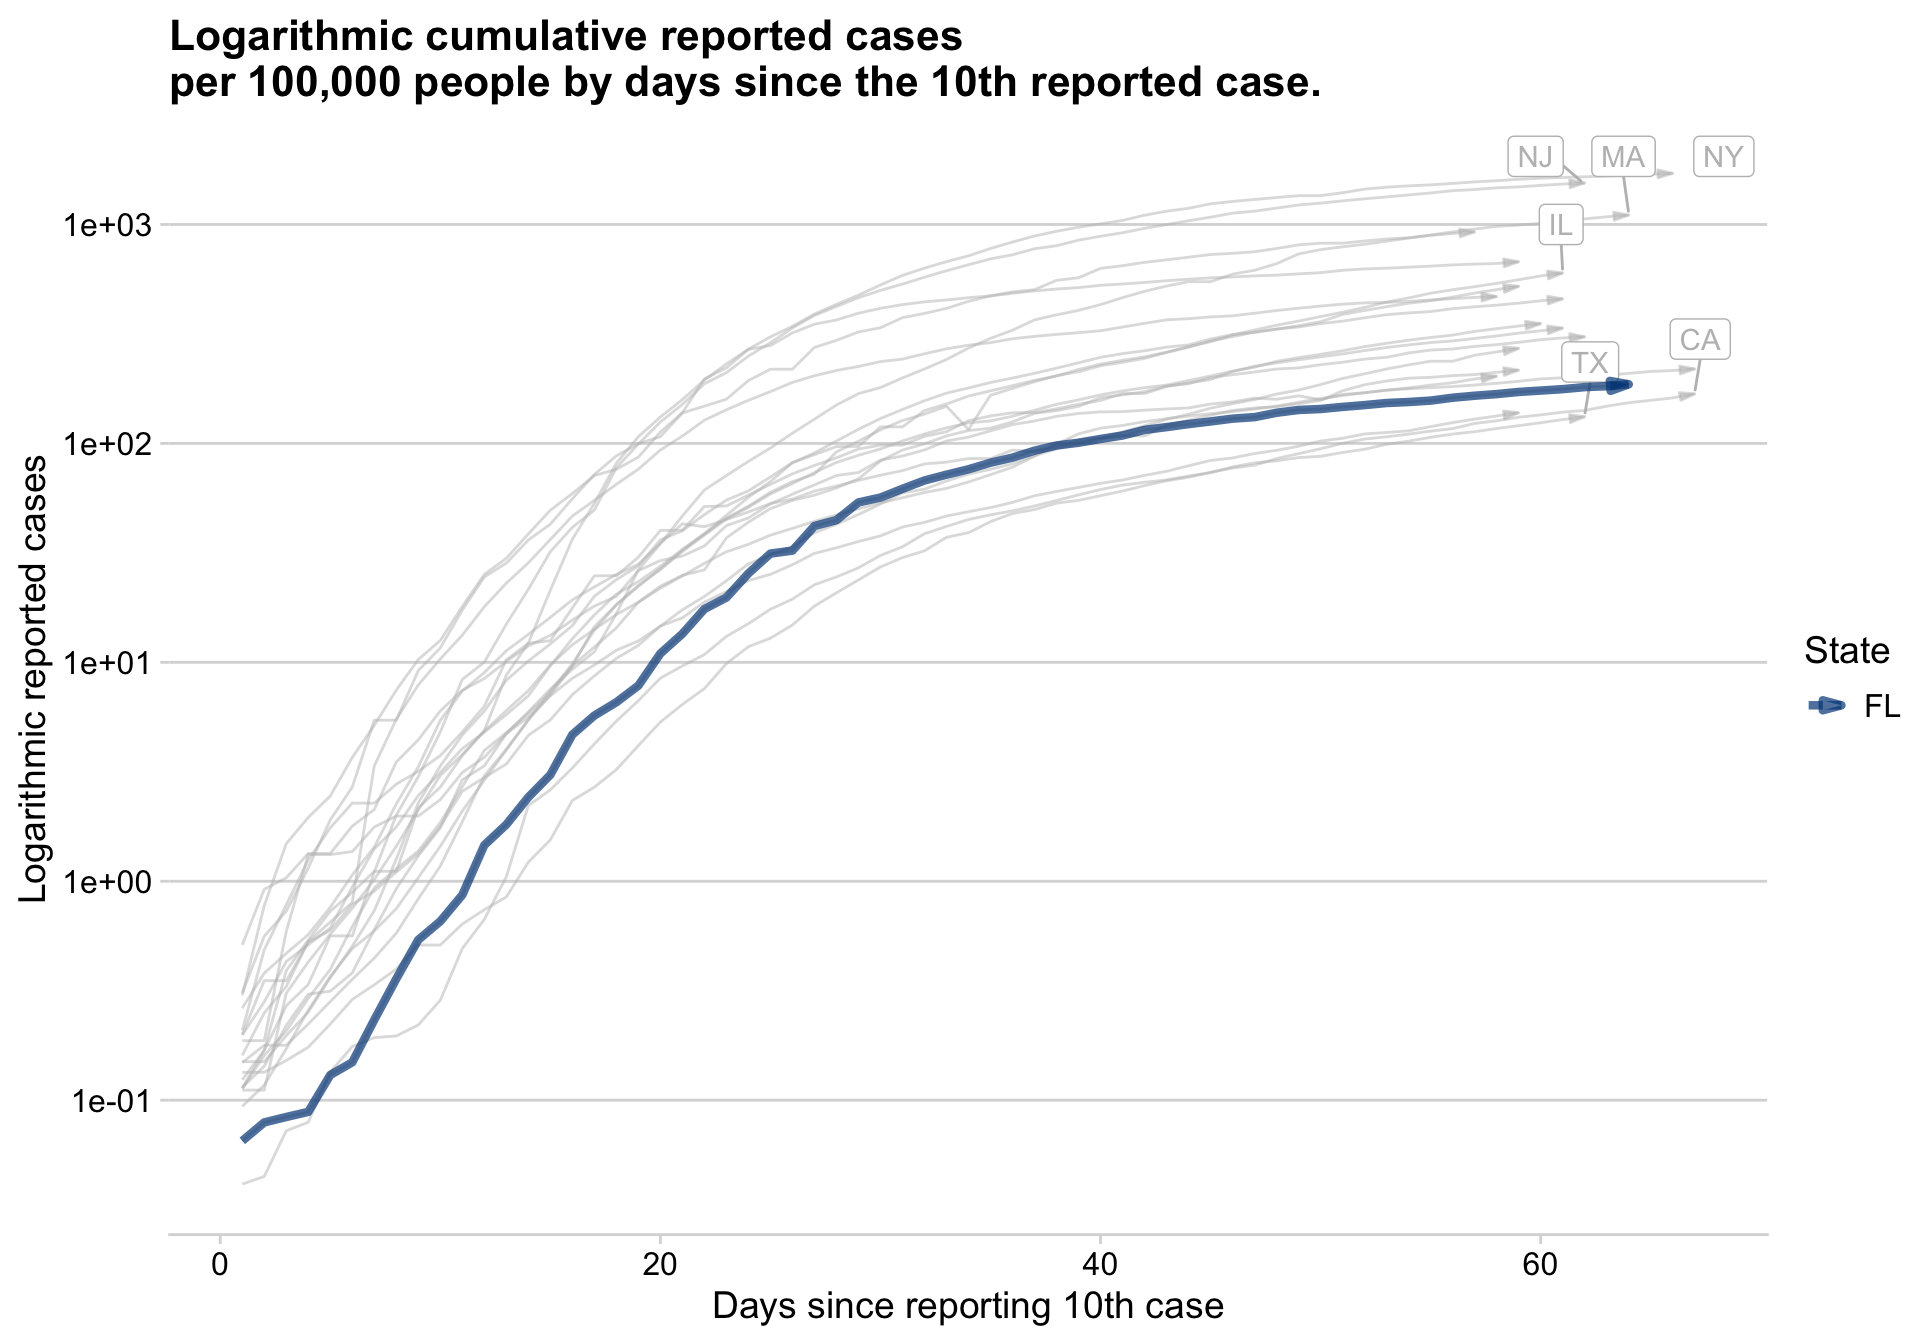 Logarithmic cumulative reported cases
per 100,000 people by days since the 10th reported case.
NJ
MA
NY
IL
CA
TX
1e+03
1e+02
1e+01
1e+00
1e-01
Logarithmic reported cases
State
FL
0
20
40
60
Days since reporting 10th case